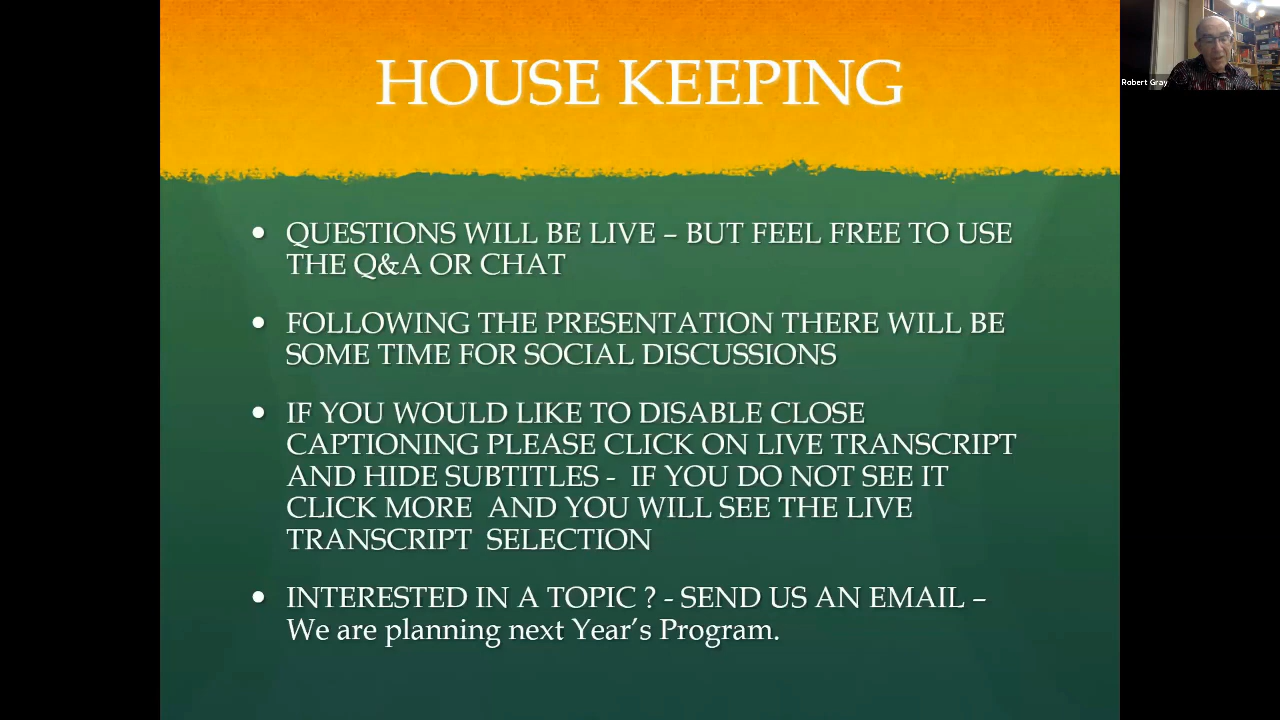 HOUSE KEEPING
Robert Gray
• QUESTIONS WILL BE LIVE – BUT FEEL FREE TO USE
THE Q&A OR CHAT
• FOLLOWING THE PRESENTATION THERE WILL BE
SOME TIME FOR SOCIAL DISCUSSIONS
• IF YOU WOULD LIKE TO DISABLE CLOSE
CAPTIONING PLEASE CLICK ON LIVE TRANSCRIPT
AND HIDE SUBTITLES - IF YOU DO NOT SEE IT
CLICK MORE AND YOU WILL SEE THE LIVE
TRANSCRIPT SELECTION
• INTERESTED IN A TOPIC ? - SEND US AN EMAIL –
We are planning next Year’s Program.